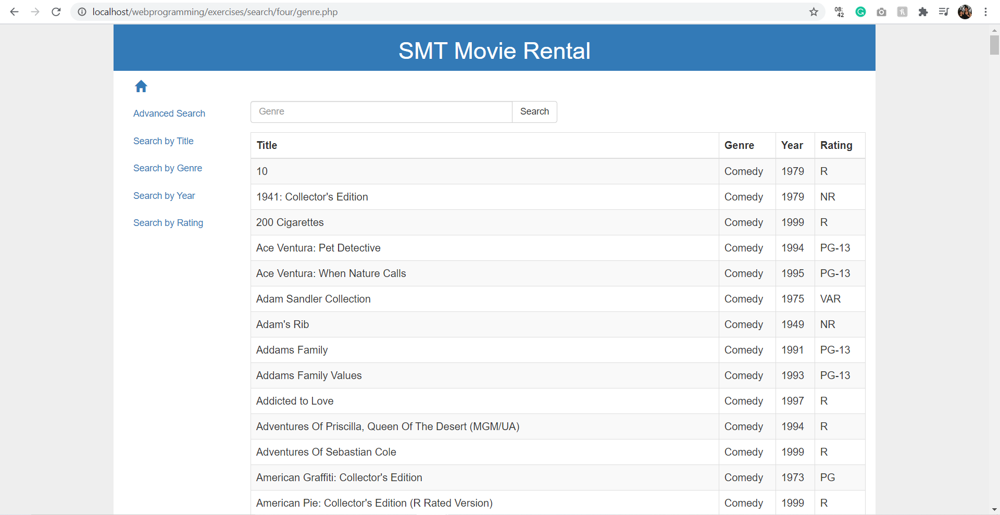 localhost/webprogramming/exercises/search/four/genre.php
08:
42
SMT Movie Rental
Advanced Search
Search by Title
Search by Genre
Search by Year
Search by Rating
Genre Search
Title Genre Year Rating
10 Comedy 1979 R
1941: Collector's Edition Comedy 1979 NR
200 Cigarettes Comedy 1999 R
Ace Ventura: Pet Detective Comedy 1994 PG-13
Ace Ventura: When Nature Calls Comedy 1995 PG-13
Adam Sandler Collection Comedy 1975 VAR
Adam's Rib Comedy 1949 NR
Addams Family Comedy 1991 PG-13
Addams Family Values Comedy 1993 PG-13
Addicted to Love Comedy 1997 R
Adventures Of Priscilla, Queen Of The Desert (MGM/UA) Comedy 1994 R
Adventures Of Sebastian Cole Comedy 1999 R
American Graffiti: Collector's Edition Comedy 1973 PG
American Pie: Collector's Edition (R Rated Version) Comedy 1999 R